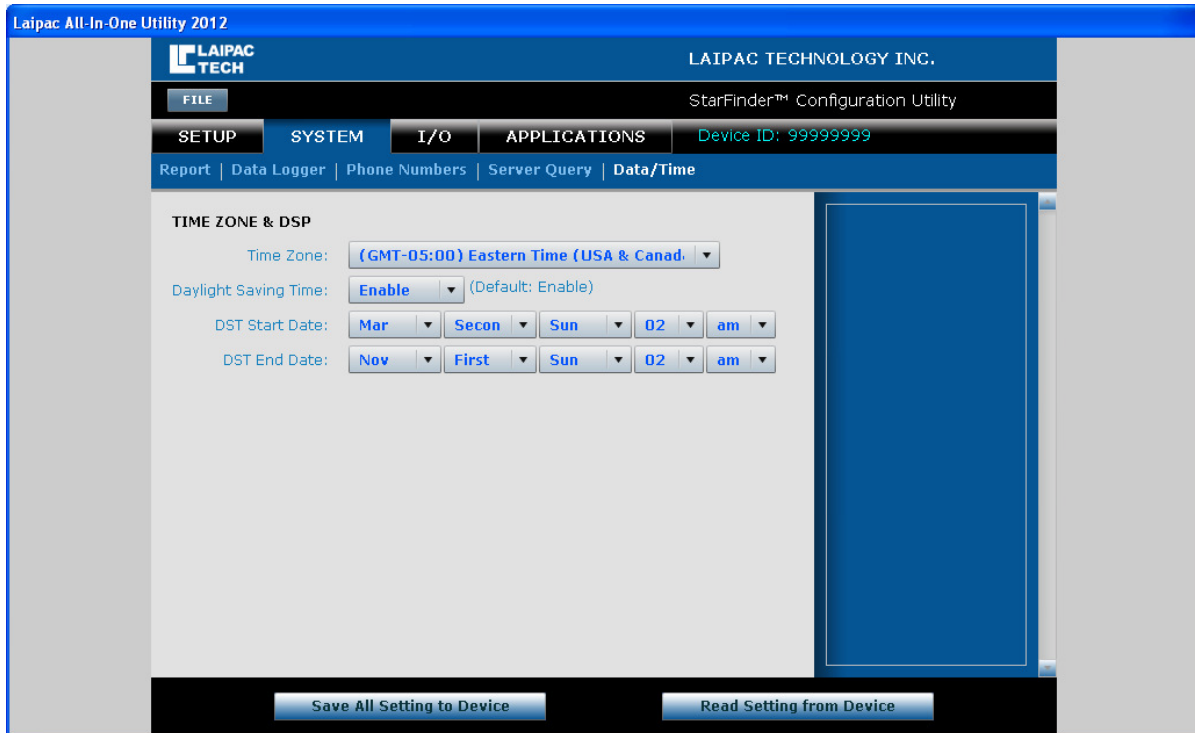 Laipac All-In-One Utility 2012
LAIPAC
TECH
LAIPAC TECHNOLOGY INC.
FILE
StarFinder™ Configuration Utility
SETUP SYSTEM I/O APPLICATIONS Device ID: 99999999
Report | Data Logger | Phone Numbers | Server Query | Data/Time
TIME ZONE & DSP
Time Zone: (GMT-05:00) Eastern Time (USA & Canad
Daylight Saving Time: Enable (Default: Enable)
DST Start Date: Mar Secon Sun 02 am
DST End Date: Nov First Sun 02 am
Save All Setting to Device Read Setting from Device